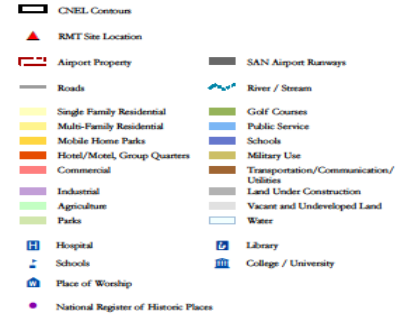 CNEL Contours
RMT Site Location
Airport Property
SAN Airport Runways
Roads
River / Stream
Single Family Residential
Golf Courses
Multi-Family Residential
Public Service
Mobile Home Parks
Schools
Hotel/Motel, Group Quarters
Military Use
Commercial
Transportation/Communication/
Utilities
Industrial
Land Under Construction
Agriculture
Vacant and Undeveloped Land
Parks
Water
H Hospital
Library
Schools
College / University
W Place of Worship
National Register of Historic Places